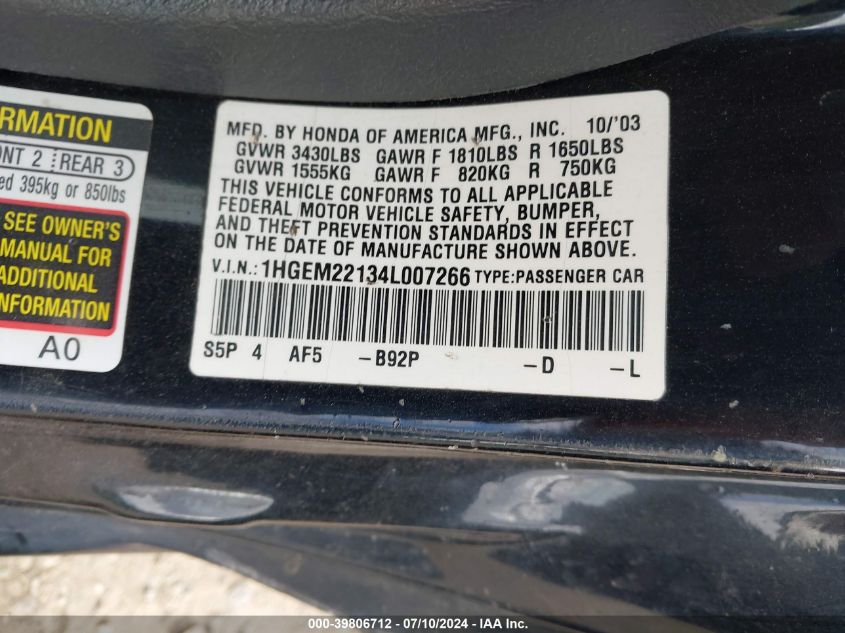 RMATION
ONT 2 REAR 3
ed 395kg or 850lbs
SEE OWNER'S
MANUAL FOR
ADDITIONAL
INFORMATION
A0
MFD. BY HONDA OF AMERICA MFG., INC. 10/'03
GVWR 3430LBS GAWR F 1810LBS R 1650LBS
GVWR 1555KG GAWR F 820KG R 750KG
THIS VEHICLE CONFORMS TO ALL APPLICABLE
FEDERAL MOTOR VEHICLE SAFETY, BUMPER,
AND THEFT PREVENTION STANDARDS IN EFFECT
ON THE DATE OF MANUFACTURE SHOWN ABOVE.
V.I.N.: 1HGEM22134L007266 TYPE:PASSENGER CAR
S5P 4 AF5 -B92P -D -L
000-39806712 - 07/10/2024 - IAA, Inc.